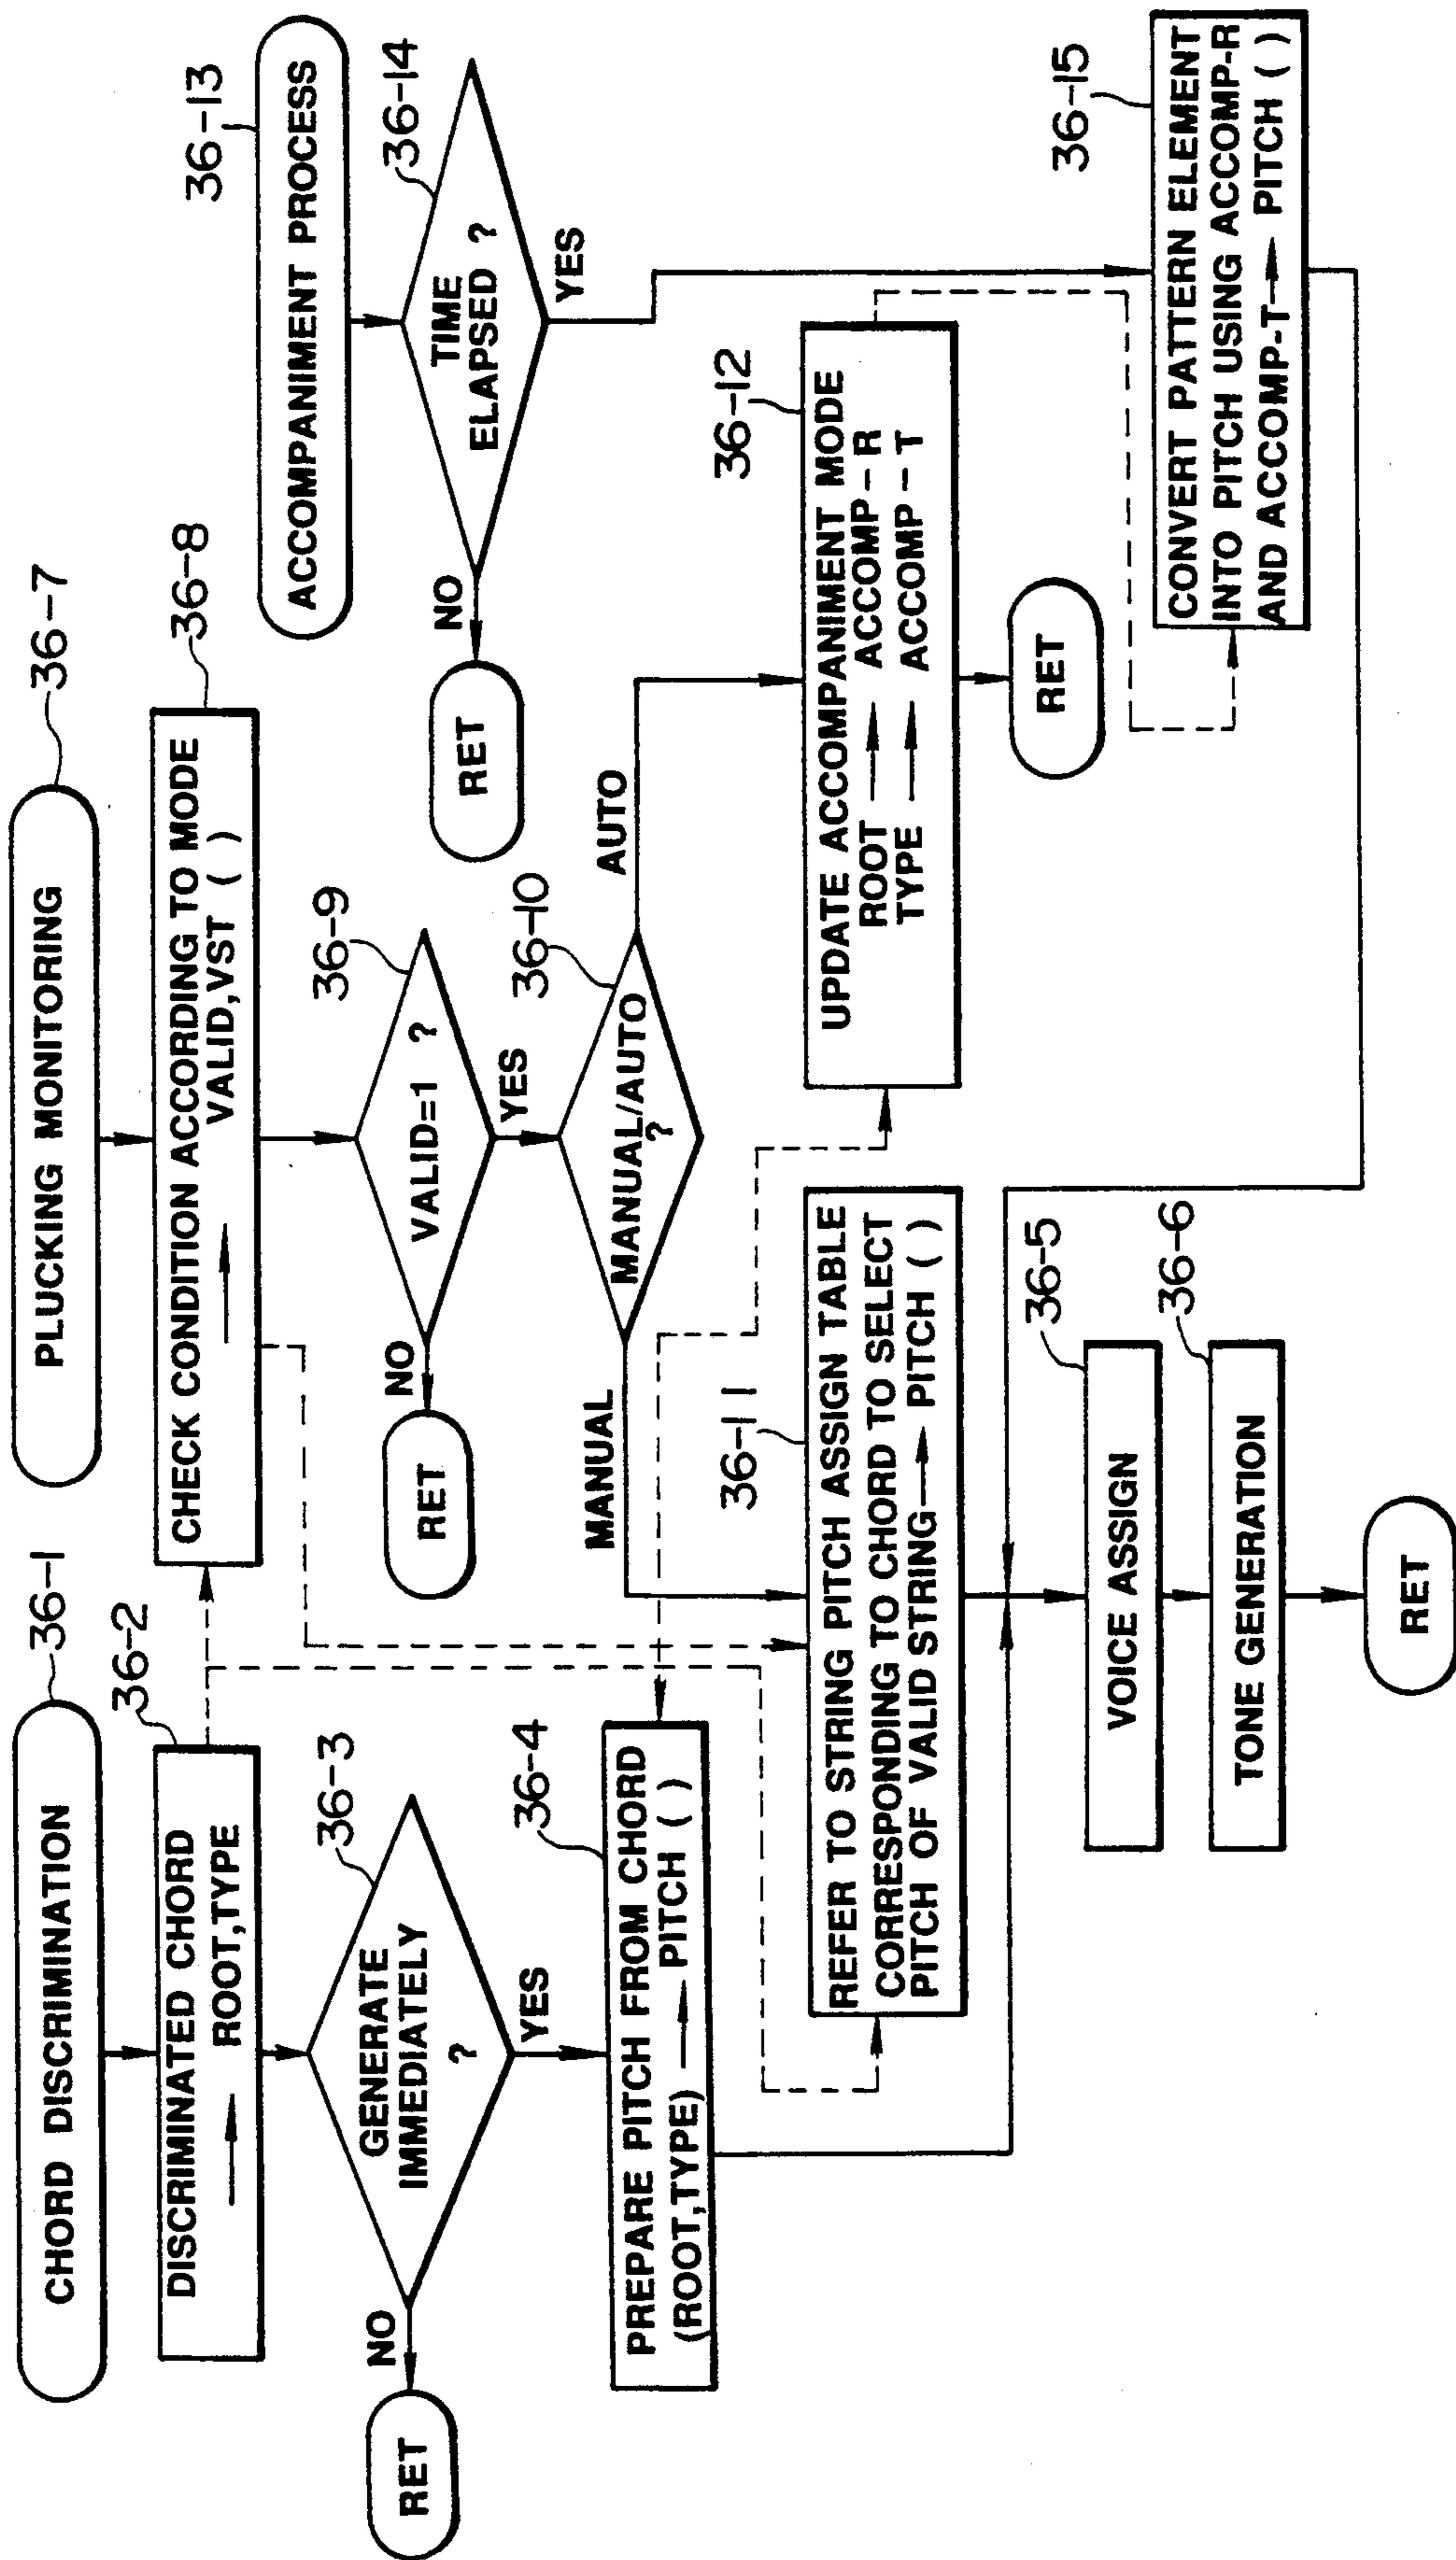 CHORD DISCRIMINATION
36-1
DISCRIMINATED CHORD
⟶ ROOT,TYPE
36-2
GENERATE
IMMEDIATELY
?
36-3
NO
RET
YES
PREPARE PITCH FROM CHORD
(ROOT,TYPE) ⟶ PITCH ( )
36-4
PLUCKING MONITORING
36-7
CHECK CONDITION ACCORDING TO MODE
⟶ VALID,VST ( )
36-8
VALID=1 ?
36-9
NO
RET
YES
MANUAL/AUTO
?
36-10
MANUAL
AUTO
REFER TO STRING PITCH ASSIGN TABLE
CORRESPONDING TO CHORD TO SELECT
PITCH OF VALID STRING⟶ PITCH ( )
36-11
UPDATE ACCOMPANIMENT MODE
ROOT ⟶ ACCOMP-R
TYPE ⟶ ACCOMP-T
36-12
RET
ACCOMPANIMENT PROCESS
36-13
TIME
ELAPSED ?
36-14
NO
RET
YES
CONVERT PATTERN ELEMENT
INTO PITCH USING ACCOMP-R
AND ACCOMP-T⟶ PITCH ( )
36-15
VOICE ASSIGN
36-5
TONE GENERATION
36-6
RET